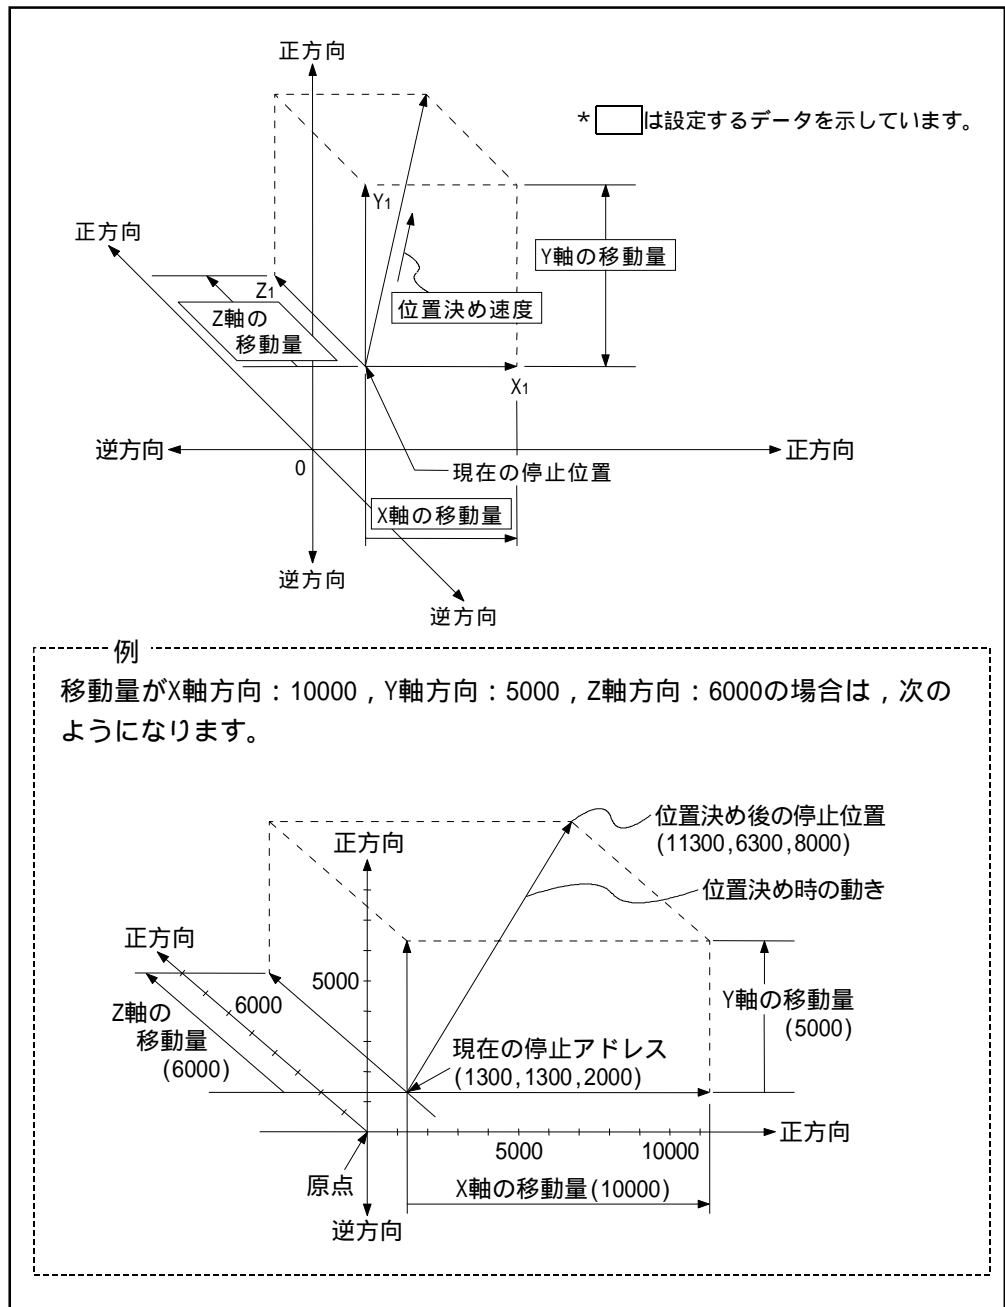 正方向
*□は設定するデータを示しています。
Y1
正方向
Y軸の移動量
Z1
位置決め速度
Z軸の
移動量
X1
逆方向
正方向
0
現在の停止位置
X軸の移動量
逆方向
逆方向
例
移動量がX軸方向：10000，Y軸方向：5000，Z軸方向：6000の場合は，次の
ようになります。
位置決め後の停止位置
(11300,6300,8000)
正方向
位置決め時の動き
正方向
5000
6000
Z軸の
移動量
(6000)
Y軸の移動量
(5000)
現在の停止アドレス
(1300,1300,2000)
正方向
5000
10000
原点
X軸の移動量(10000)
逆方向